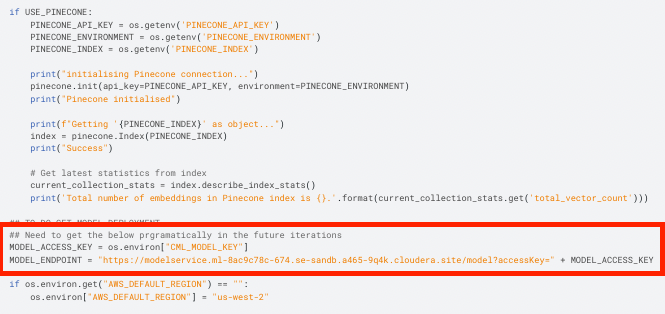 if USE_PINECONE:
    PINECONE_API_KEY = os.getenv('PINECONE_API_KEY')
    PINECONE_ENVIRONMENT = os.getenv('PINECONE_ENVIRONMENT')
    PINECONE_INDEX = os.getenv('PINECONE_INDEX')
    print("initialising Pinecone connection...")
    pinecone.init(api_key=PINECONE_API_KEY, environment=PINECONE_ENVIRONMENT)
    print("Pinecone initialised")
    print(f"Getting '{PINECONE_INDEX}' as object...")
    index = pinecone.Index(PINECONE_INDEX)
    print("Success")
    # Get latest statistics from index
    current_collection_stats = index.describe_index_stats()
    print('Total number of embeddings in Pinecone index is {}.'.format(current_collection_stats.get('total_vector_count')))
## TO DO GET MODEL DEPLOYMENT
## Need to get the below prgramatically in the future iterations
MODEL_ACCESS_KEY = os.environ["CML_MODEL_KEY"]
MODEL_ENDPOINT = "https://modelservice.ml-8ac9c78c-674.se-sandb.a465-9q4k.cloudera.site/model?accessKey=" + MODEL_ACCESS_KEY
if os.environ.get("AWS_DEFAULT_REGION") == "":
    os.environ["AWS_DEFAULT_REGION"] = "us-west-2"